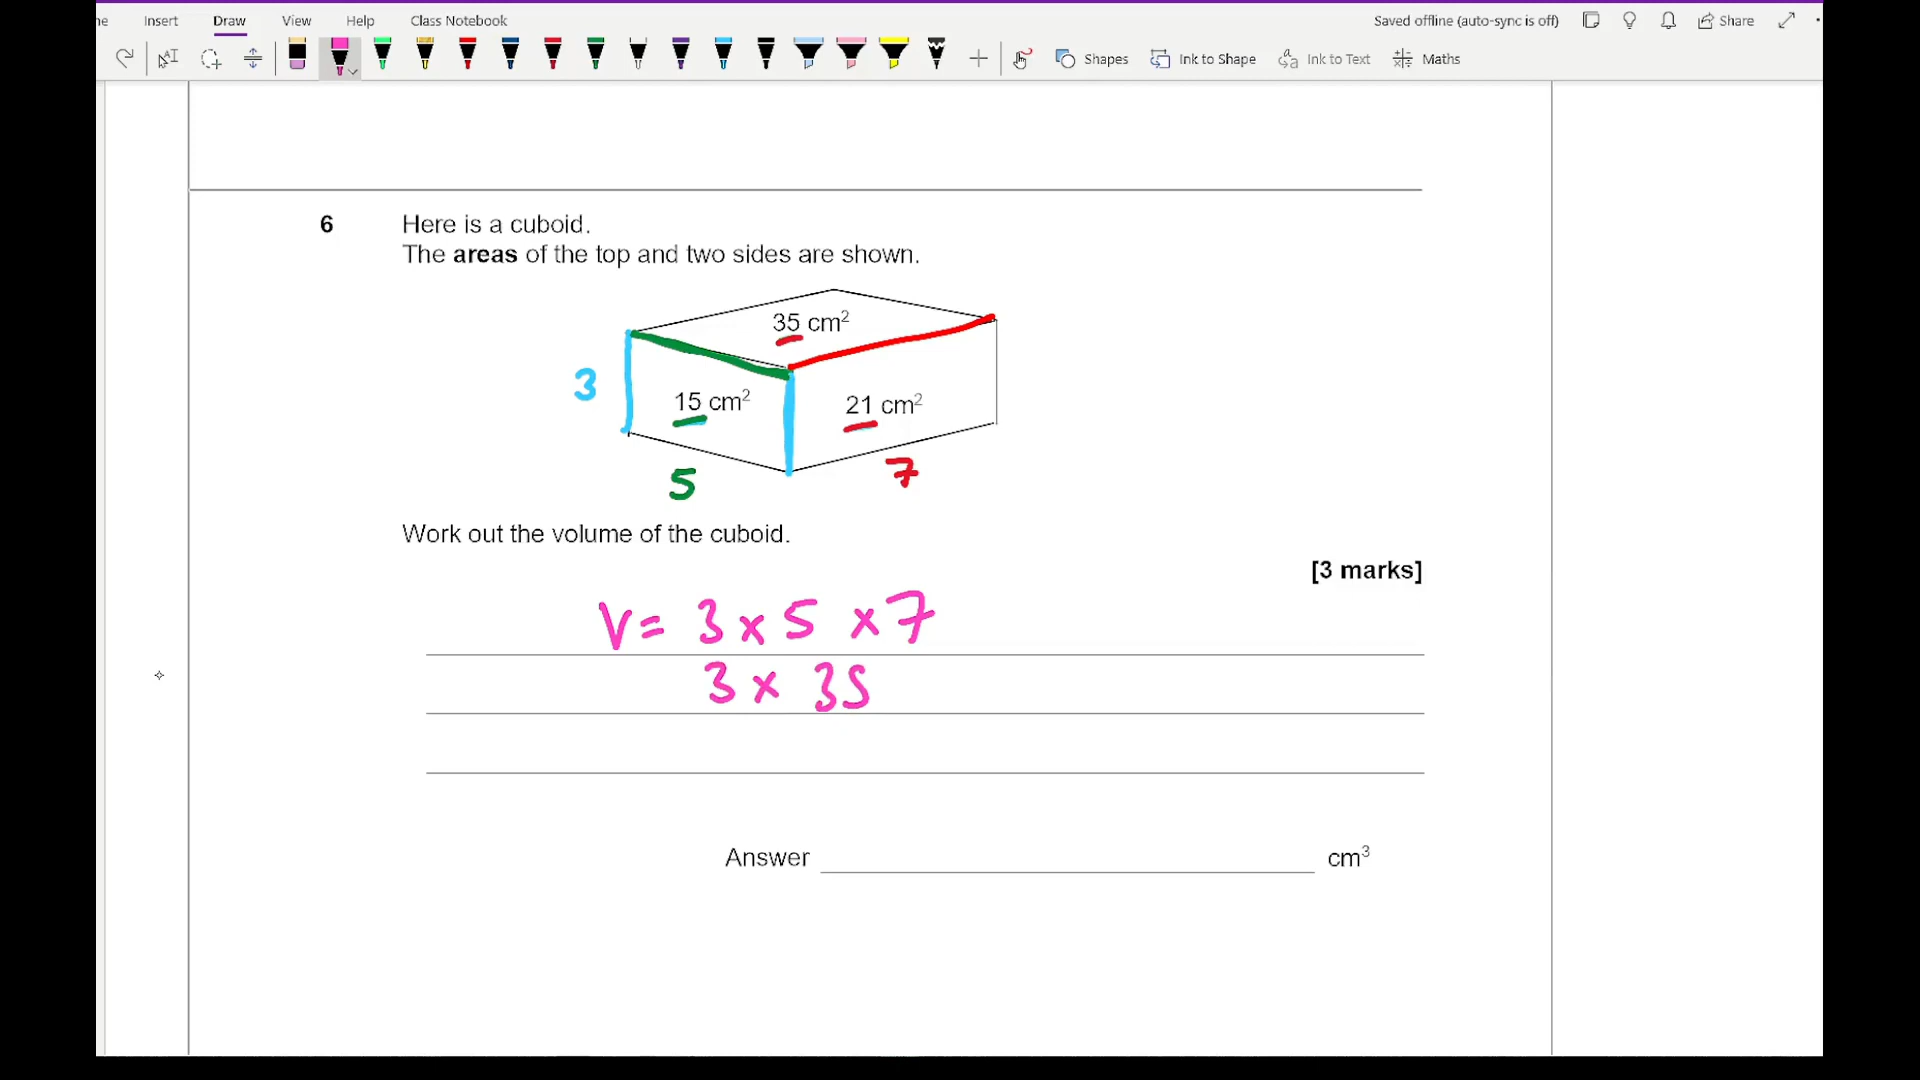 ne Insert Draw View Help Class Notebook Saved offline (auto-sync is off) Share
Shapes Ink to Shape Ink to Text Maths
6 Here is a cuboid.
The areas of the top and two sides are shown.
35 cm²
3
15 cm² 21 cm²
5 7
Work out the volume of the cuboid.
[3 marks]
V = 3 × 5 × 7
3 × 35
Answer cm³